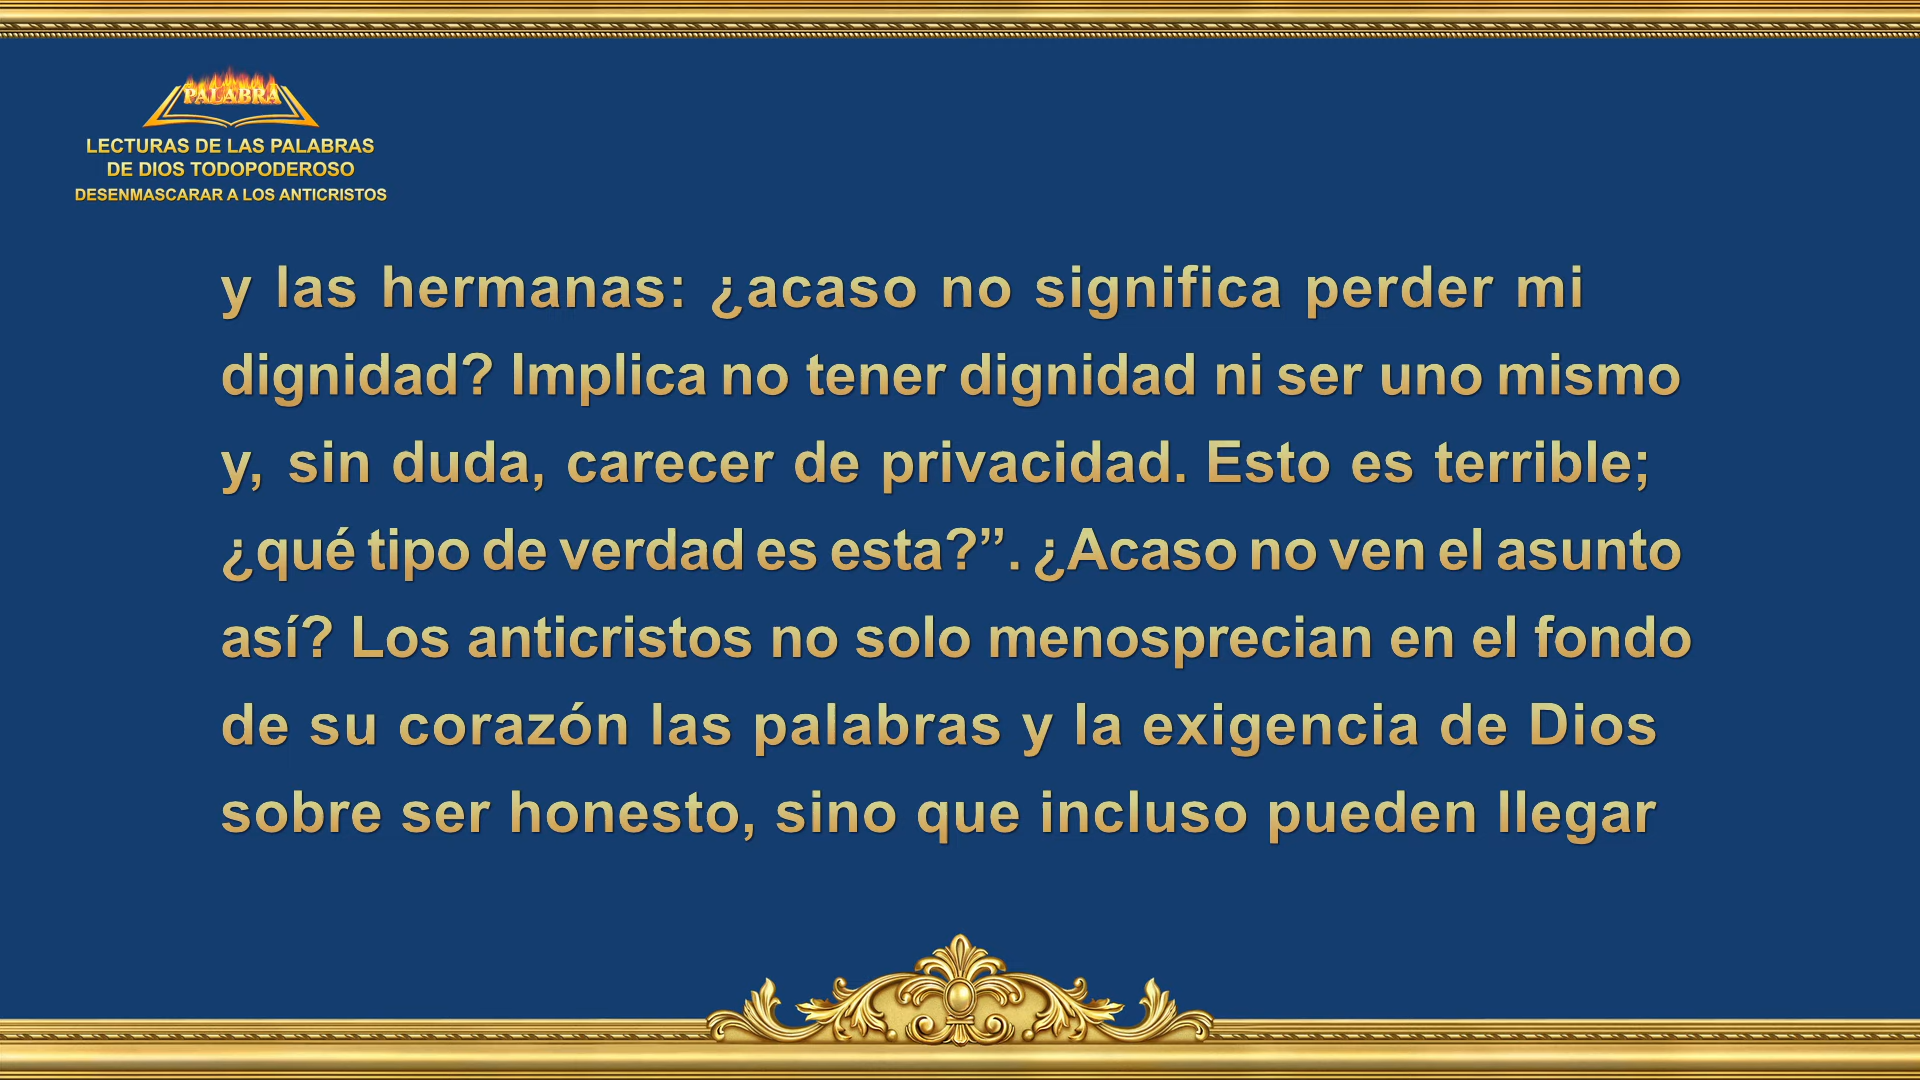 PALABRA
LECTURAS DE LAS PALABRAS
DE DIOS TODOPODEROSO
DESENMASCARAR A LOS ANTICRISTOS
y las hermanas: ¿acaso no significa perder mi
dignidad? Implica no tener dignidad ni ser uno mismo
y, sin duda, carecer de privacidad. Esto es terrible;
¿qué tipo de verdad es esta?”. ¿Acaso no ven el asunto
así? Los anticristos no solo menosprecian en el fondo
de su corazón las palabras y la exigencia de Dios
sobre ser honesto, sino que incluso pueden llegar